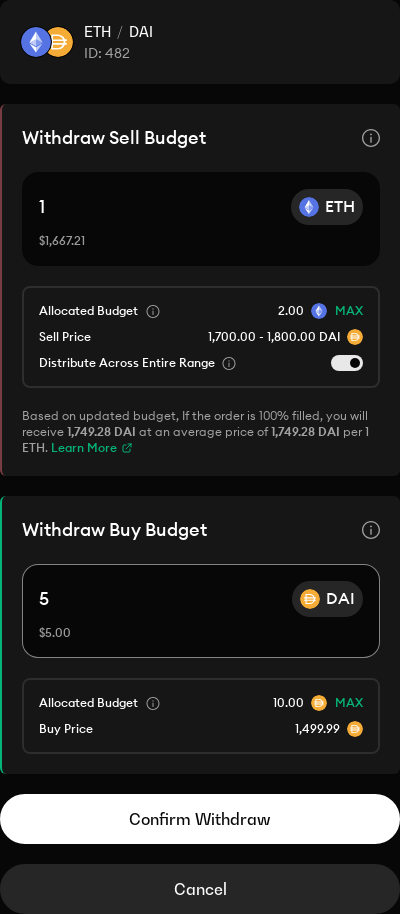 ETH / DAI
ID: 482
Withdraw Sell Budget
1
ETH
$1,667.21
Allocated Budget
2.00
MAX
Sell Price
1,700.00 - 1,800.00 DAI
Distribute Across Entire Range
Based on updated budget, If the order is 100% filled, you will
receive 1,749.28 DAI at an average price of 1,749.28 DAI per 1
ETH. Learn More
Withdraw Buy Budget
5
DAI
$5.00
Allocated Budget
10.00
MAX
Buy Price
1,499.99
Confirm Withdraw
Cancel